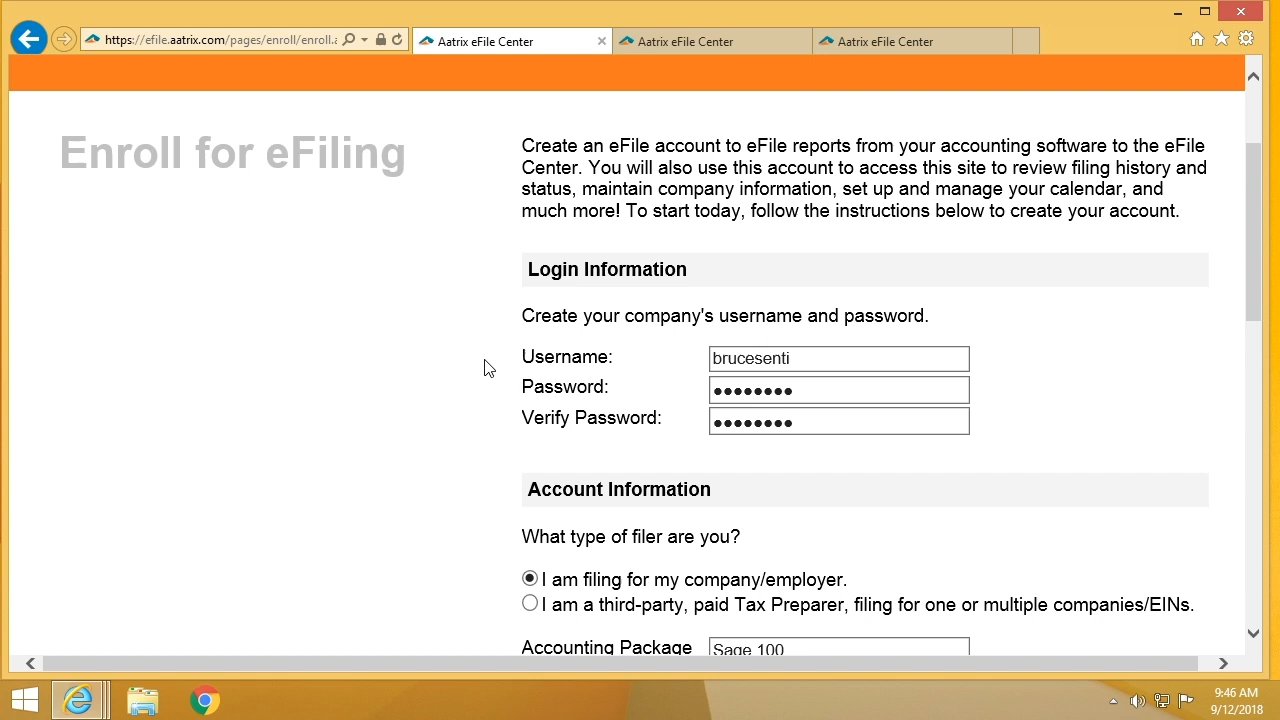 https://efile.aatrix.com/pages/enroll/enroll.a
Aatrix eFile Center
Aatrix eFile Center
Aatrix eFile Center
Enroll for eFiling
Create an eFile account to eFile reports from your accounting software to the eFile
Center. You will also use this account to access this site to review filing history and
status, maintain company information, set up and manage your calendar, and
much more! To start today, follow the instructions below to create your account.
Login Information
Create your company's username and password.
Username: brucesenti
Password: ●●●●●●●●
Verify Password: ●●●●●●●●
Account Information
What type of filer are you?
I am filing for my company/employer.
I am a third-party, paid Tax Preparer, filing for one or multiple companies/EINs.
Accounting Package Sage 100
9:46 AM
9/12/2018